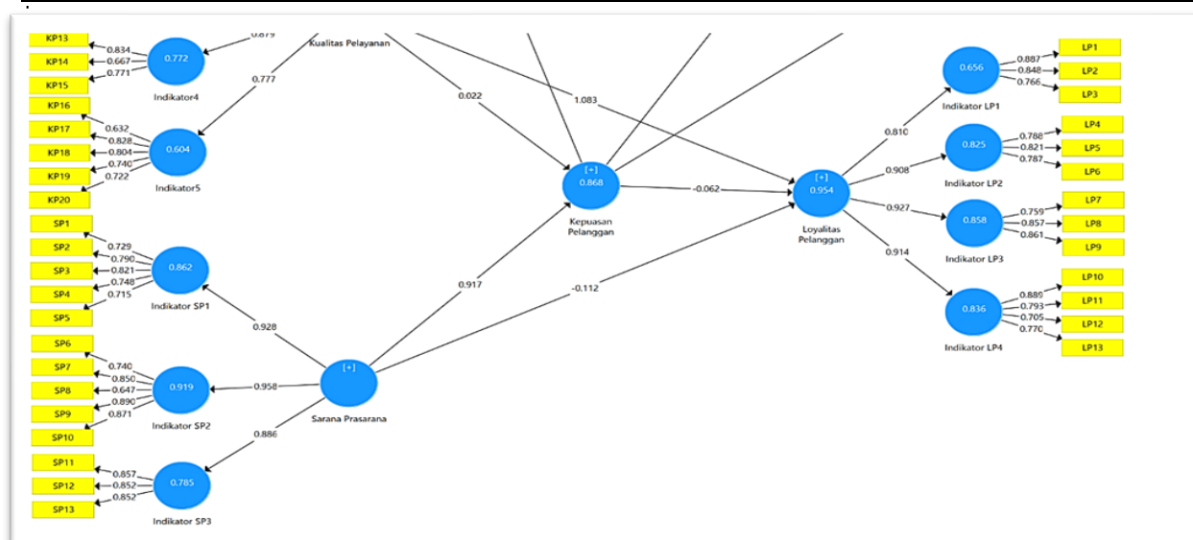 KP13
KP14
KP15
KP16
KP17
KP18
KP19
KP20
0.834
0.667
0.771
0.772
Indikator4
0.879
Kualitas Pelayanan
0.777
0.632
0.828
0.804
0.740
0.722
0.604
Indikator5
0.022
1.083
SP1
SP2
SP3
SP4
SP5
0.729
0.790
0.821
0.748
0.715
0.862
Indikator SP1
0.928
SP6
SP7
SP8
SP9
SP10
0.740
0.850
0.647
0.890
0.871
0.919
Indikator SP2
0.958
SP11
SP12
SP13
0.857
0.852
0.852
0.785
Indikator SP3
0.886
[+]
Sarana Prasarana
0.917
-0.112
[+]
0.868
Kepuasan
Pelanggan
-0.062
[+]
0.954
Loyalitas
Pelanggan
0.810
0.908
0.927
0.914
0.656
Indikator LP1
0.887
0.848
0.766
LP1
LP2
LP3
0.825
Indikator LP2
0.788
0.821
0.787
LP4
LP5
LP6
0.858
Indikator LP3
0.759
0.857
0.861
LP7
LP8
LP9
0.836
Indikator LP4
0.793
0.705
0.770
LP10
LP11
LP12
LP13